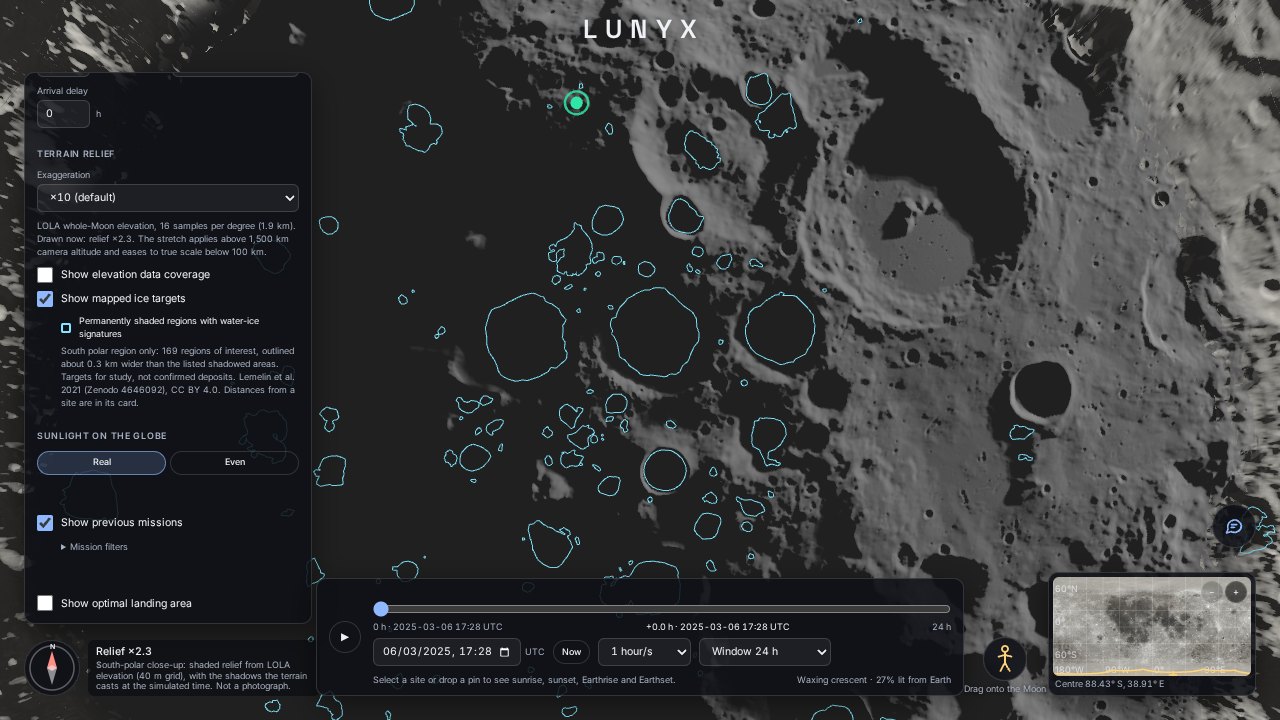 LUNYX
Arrival delay
0 h
TERRAIN RELIEF
Exaggeration
×10 (default)
LOLA whole-Moon elevation, 16 samples per degree (1.9 km).
Drawn now: relief ×2.3. The stretch applies above 1,500 km
camera altitude and eases to true scale below 100 km.
Show elevation data coverage
Show mapped ice targets
Permanently shaded regions with water-ice
signatures
South polar region only: 169 regions of interest, outlined
about 0.3 km wider than the listed shadowed areas.
Targets for study, not confirmed deposits. Lemelin et al.
2021 (Zenodo 4646092), CC BY 4.0. Distances from a
site are in its card.
SUNLIGHT ON THE GLOBE
Real Even
Show previous missions
Mission filters
Show optimal landing area
N
Relief ×2.3
South-polar close-up: shaded relief from LOLA
elevation (40 m grid), with the shadows the terrain
casts at the simulated time. Not a photograph.
0 h · 2025-03-06 17:28 UTC +0.0 h · 2025-03-06 17:28 UTC 24 h
06/03/2025, 17:28 UTC Now 1 hour/s Window 24 h
Select a site or drop a pin to see sunrise, sunset, Earthrise and Earthset. Waxing crescent · 27% lit from Earth
Drag onto the Moon
60°N
0°
60°S
180°W 90°W 0° 90°E
Centre 88.43° S, 38.91° E